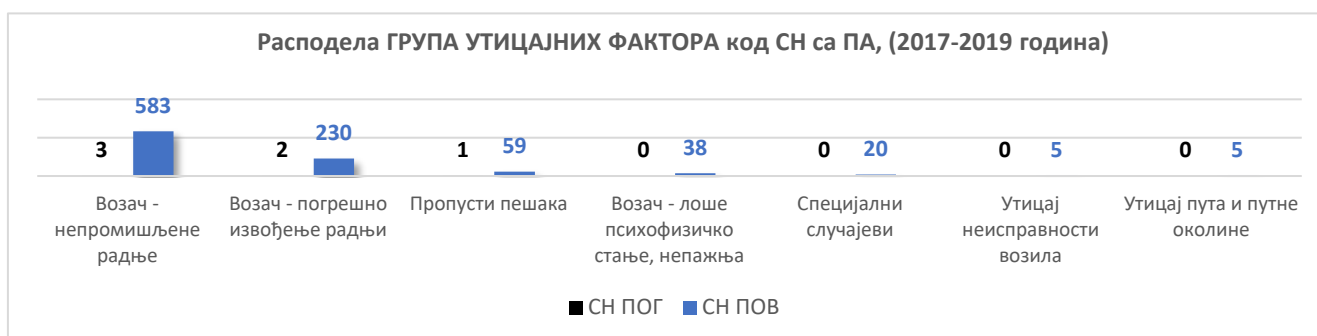 Расподела ГРУПА УТИЦАЈНИХ ФАКТОРА код СН са ПА, (2017-2019 година)
583
3
2
230
1
59
0
38
0
20
0
5
0
5
Возач -
непромишљене
радње
Возач - погрешно
извођење радњи
Пропусти пешака
Возач - лоше
психофизичко
стање, непажња
Специјални
случајеви
Утицај
неисправности
возила
Утицај пута и путне
околине
СН ПОГ
СН ПОВ